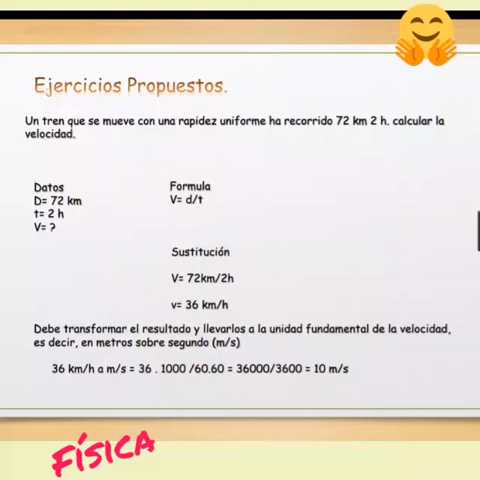 Ejercicios Propuestos.
Un tren que se mueve con una rapidez uniforme ha recorrido 72 km 2 h. calcular la
velocidad.
Datos
D= 72 km
t= 2 h
V= ?
Formula
V= d/t
Sustitución
V= 72km/2h
v= 36 km/h
Debe transformar el resultado y llevarlos a la unidad fundamental de la velocidad,
es decir, en metros sobre segundo (m/s)
36 km/h a m/s = 36 . 1000 /60.60 = 36000/3600 = 10 m/s
FÍSICA